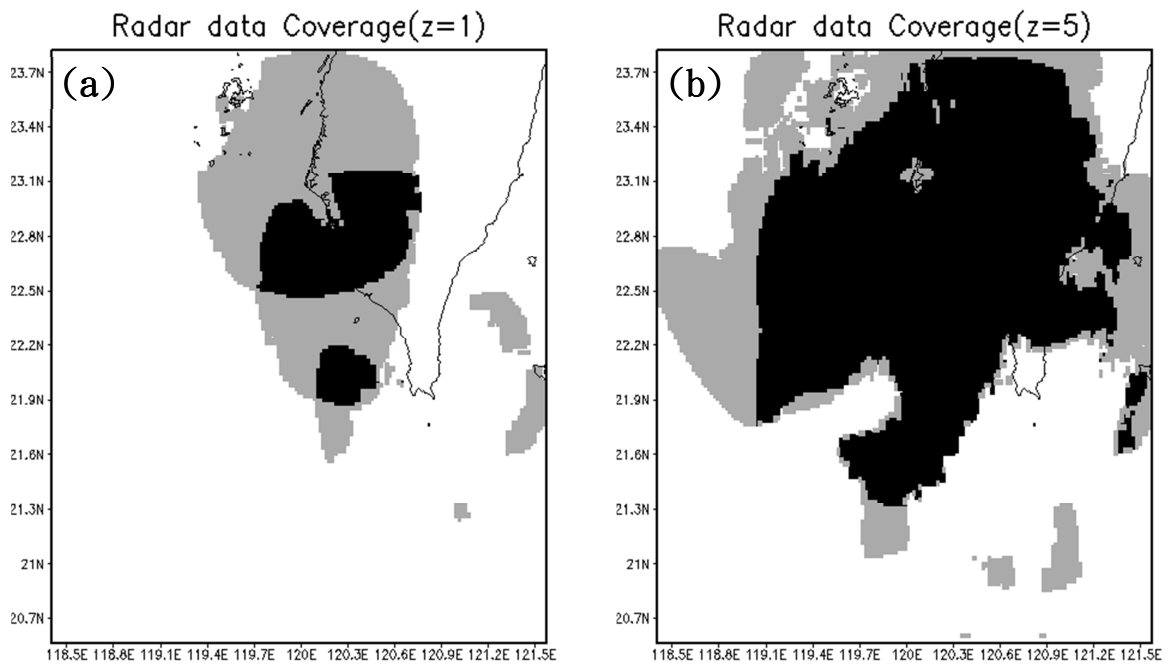 Radar data Coverage(z=1)
(a)
23.7N
23.4N
23.1N
22.8N
22.5N
22.2N
21.9N
21.6N
21.3N
21N
20.7N
118.5E 118.8E 119.1E 119.4E 119.7E 120E 120.3E 120.6E 120.9E 121.2E 121.5E
Radar data Coverage(z=5)
(b)
23.7N
23.4N
23.1N
22.8N
22.5N
22.2N
21.9N
21.6N
21.3N
21N
20.7N
118.5E 118.8E 119.1E 119.4E 119.7E 120E 120.3E 120.6E 120.9E 121.2E 121.5E